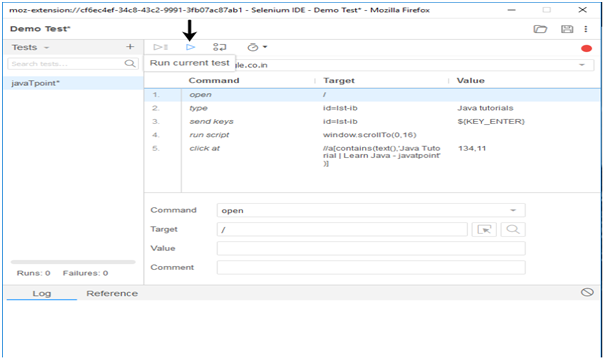 moz-extension://cf6ec4ef-34c8-43c2-9991-3fb07ac87ab1 - Selenium IDE - Demo Test* - Mozilla Firefox
Demo Test*
Tests
Search tests...
Run current test
gle.co.in
javaTpoint*
Command Target Value
1. open /
2. type id=lst-ib Java tutorials
3. send keys id=lst-ib ${KEY_ENTER}
4. run script window.scrollTo(0,16)
5. click at //a[contains(text(),'Java Tuto 134,11
rial | Learn Java - javatpoint'
)]
Command open
Target /
Value
Comment
Runs: 0 Failures: 0
Log Reference